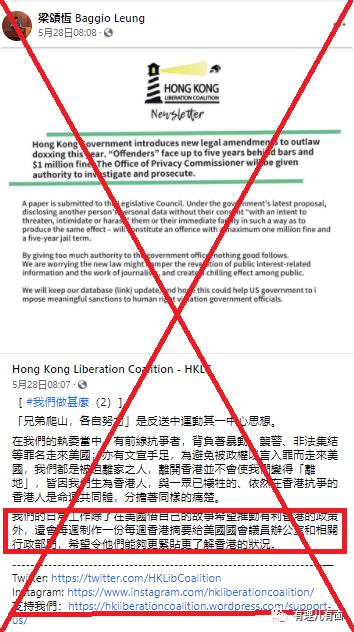 梁頌恆 Baggio Leung
5月28日08:08
HONG KONG
LIBERATION COALITION
Newsletter
Hong Kong Government introduces new legal amendments to outlaw
doxxing this year. "Offenders" face up to five years behind bars and
$1 million fine. The Office of Privacy Commissioner will be given
authority to investigate and prosecute.
A paper is submitted to the Legislative Council. Under the government's latest proposal,
disclosing another person's personal data without their consent "with an intent to
threaten, intimidate or harass them or their immediate family in such a way as to
produce the same effect – will constitute an offence with a maximum one million fine and
a five-year jail term.
By giving too much authority to the government office, nothing good follows.
We are worrying the new law might hamper the revelation of public interest-related
information and the work of journalism, and create a chilling effect among public.
We will keep our database (link) update, and hope this could help US government to i
mpose meaningful sanctions to human right violation government officials.
Hong Kong Liberation Coalition - HKLC
5月28日08:07
[ #我們做甚麼（2）]
「兄弟爬山，各自努力」是反送中運動其一中心思想。
在我們的執委當中，有前線抗爭者，背負著暴動、襲警、非法集結
等罪名走來美國；亦有文宣手足，為避免被政權以言入罪而走來美
國，我們都是被迫離家之人，離開香港並不會使我們變得「離
地」，皆因我們生為香港人，與一眾已犧牲的、依然在香港抗爭的
香港人是命運共同體，分擔著同樣的痛楚。
我們的日常工作除了在美國借自己的故事希望推動有利香港的政策
外，還會每週制作一份每週香港摘要給美國國會議員辦公室和相關
行政部門，希望令他們能夠更緊貼更了解香港的狀況。
Twitter: https://twitter.com/HKLibCoalition
Instagram: https://www.instagram.com/hkliberationcoalition/
支持我們: https://hkliberationcoalition.wordpress.com/support-
us/
有理儿有面